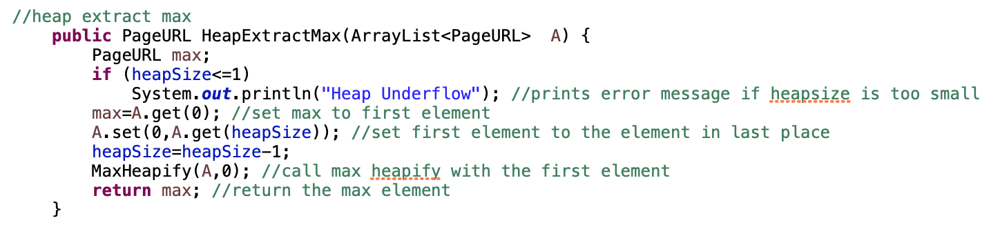 //heap extract max
public PageURL HeapExtractMax(ArrayList<PageURL>  A) {
PageURL max;
if (heapSize<=1)
System.out.println("Heap Underflow"); //prints error message if heapsize is too small
max=A.get(0); //set max to first element
A.set(0,A.get(heapSize)); //set first element to the element in last place
heapSize=heapSize-1;
MaxHeapify(A,0); //call max heapify with the first element
return max; //return the max element
}